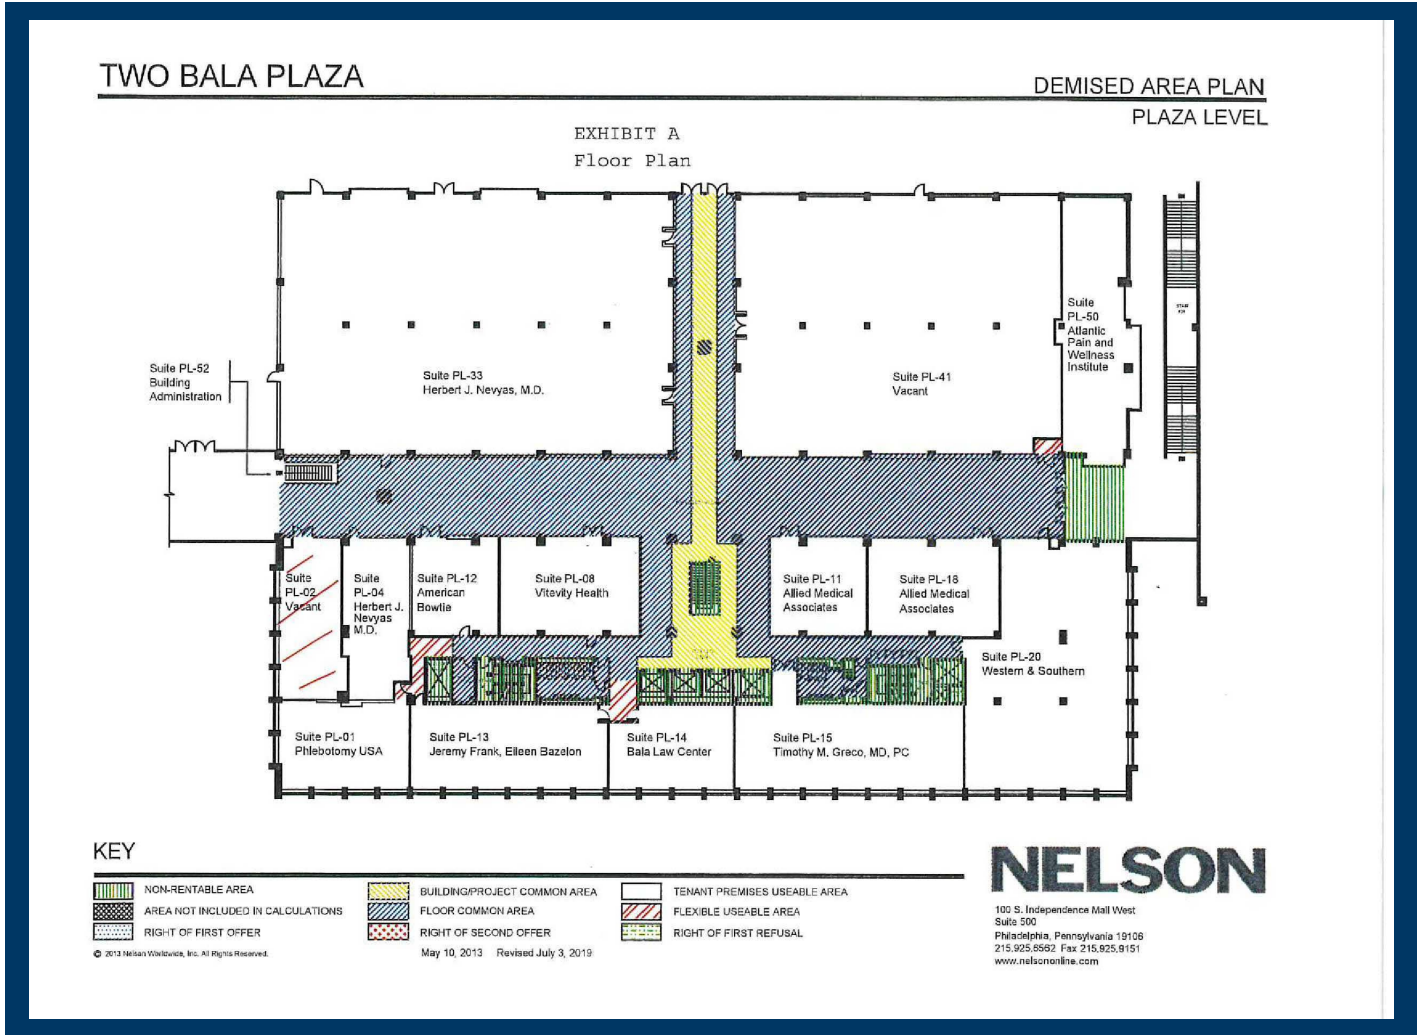 TWO BALA PLAZA
DEMISED AREA PLAN
PLAZA LEVEL
EXHIBIT A
Floor Plan
Suite PL-52
Building
Administration
Suite PL-33
Herbert J. Nevyas, M.D.
Suite PL-41
Vacant
Suite
PL-50
Atlantic
Pain and
Wellness
Institute
Suite
PL-02
Vacant
Suite
PL-04
Herbert J.
Nevyas
M.D.
Suite PL-12
American
Bowtie
Suite PL-08
Vitevity Health
Suite PL-11
Allied Medical
Associates
Suite PL-18
Allied Medical
Associates
Suite PL-20
Western & Southern
Suite PL-01
Phlebotomy USA
Suite PL-13
Jeremy Frank, Eileen Bazelon
Suite PL-14
Bala Law Center
Suite PL-15
Timothy M. Greco, MD, PC
KEY
NON-RENTABLE AREA
AREA NOT INCLUDED IN CALCULATIONS
RIGHT OF FIRST OFFER
BUILDING/PROJECT COMMON AREA
FLOOR COMMON AREA
RIGHT OF SECOND OFFER
TENANT PREMISES USEABLE AREA
FLEXIBLE USEABLE AREA
RIGHT OF FIRST REFUSAL
© 2013 Nelson Worldwide, Inc. All Rights Reserved.
May 10, 2013 Revised July 3, 2019
NELSON
100 S. Independence Mall West
Suite 500
Philadelphia, Pennsylvania 19106
215.925.6562 Fax 215.925.9151
www.nelsononline.com